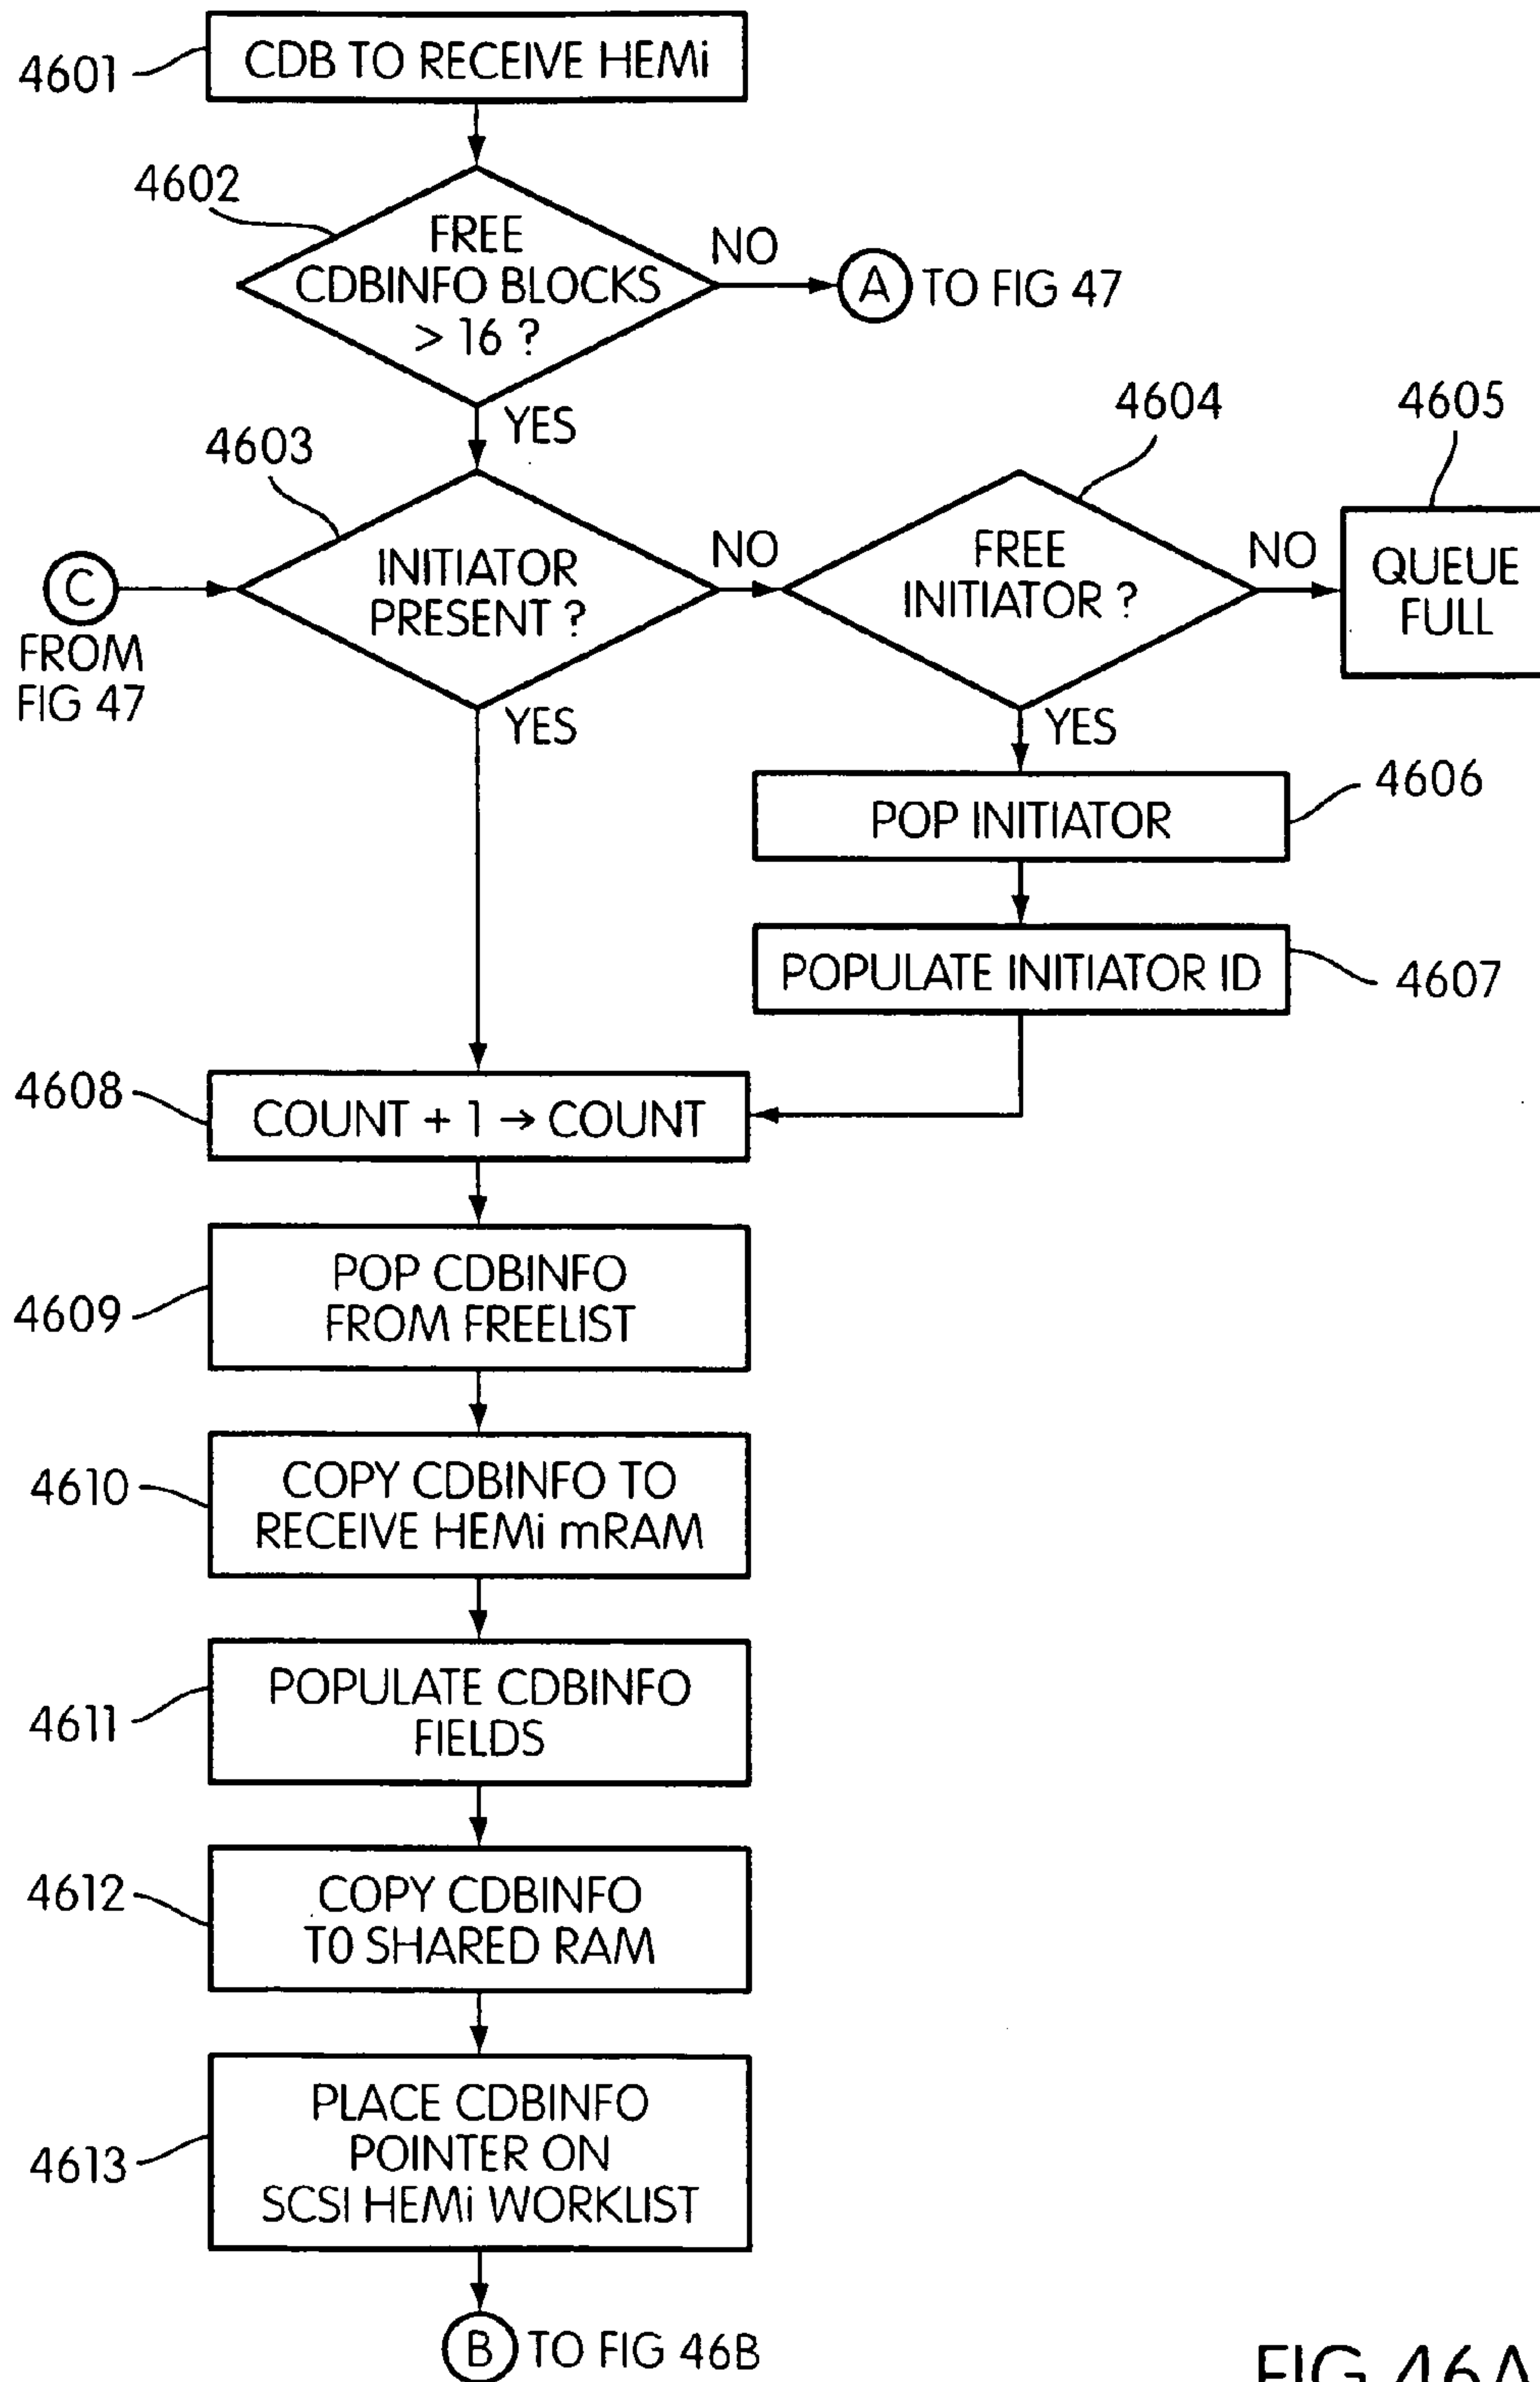 4601
CDB TO RECEIVE HEMi
4602
FREE
CDBINFO BLOCKS
> 16 ?
NO
A TO FIG 47
YES
4603
4604
4605
C
FROM
FIG 47
INITIATOR
PRESENT ?
NO
FREE
INITIATOR ?
NO
QUEUE
FULL
YES
YES
4606
POP INITIATOR
POPULATE INITIATOR ID
4607
4608
COUNT + 1 → COUNT
4609
POP CDBINFO
FROM FREELIST
4610
COPY CDBINFO TO
RECEIVE HEMi mRAM
4611
POPULATE CDBINFO
FIELDS
4612
COPY CDBINFO
T0 SHARED RAM
4613
PLACE CDBINFO
POINTER ON
SCSI HEMi WORKLIST
B TO FIG 46B
FIG 46A